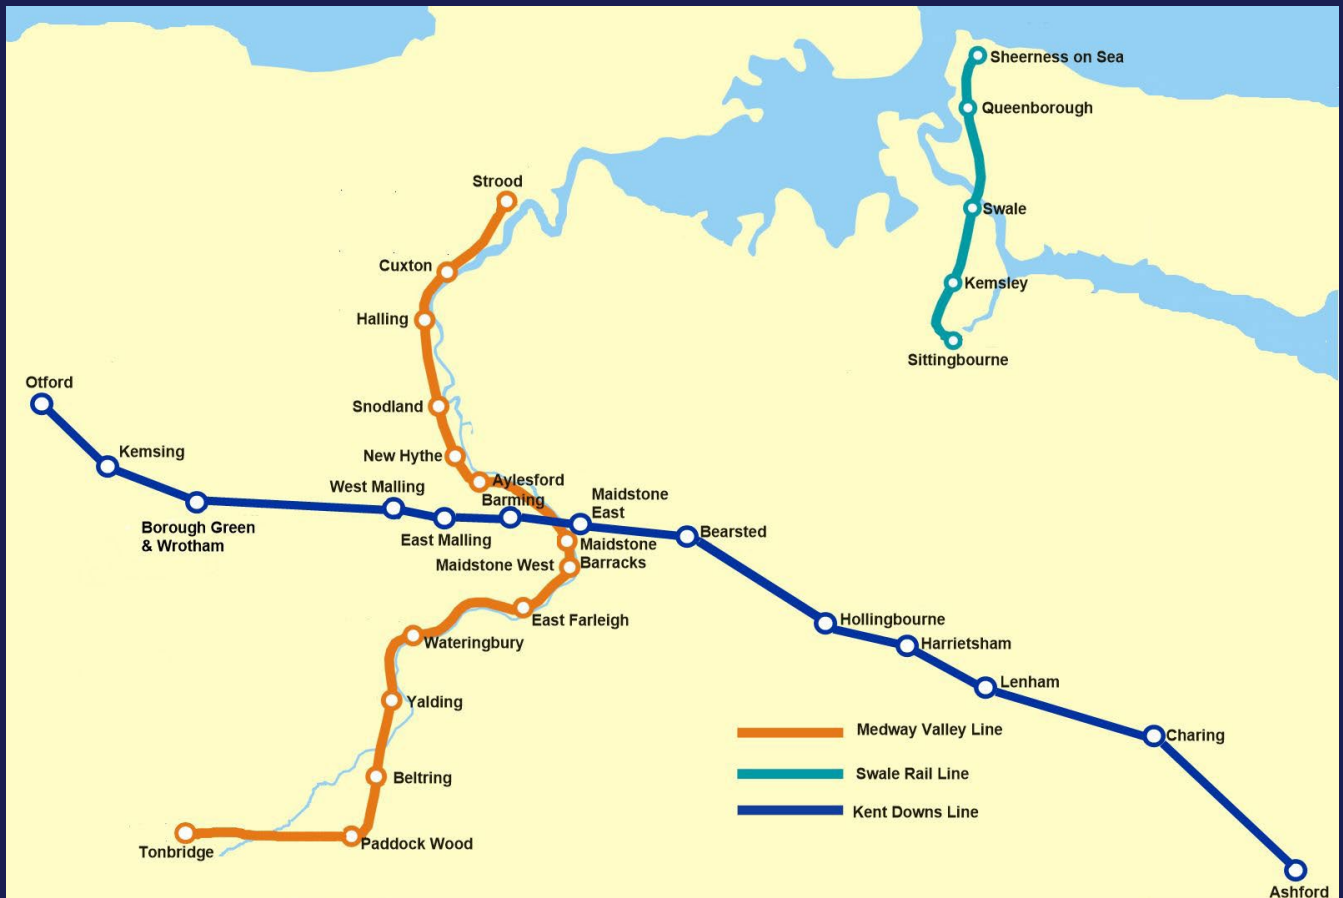 Sheerness on Sea
Queenborough
Strood
Swale
Cuxton
Kemsley
Halling
Sittingbourne
Otford
Snodland
Kemsing
New Hythe
Aylesford
West Malling
Barming
Maidstone
East
Borough Green
& Wrotham
East Malling
Bearsted
Maidstone
Barracks
Maidstone West
East Farleigh
Hollingbourne
Harrietsham
Wateringbury
Lenham
Yalding
Medway Valley Line
Charing
Swale Rail Line
Beltring
Kent Downs Line
Paddock Wood
Tonbridge
Ashford